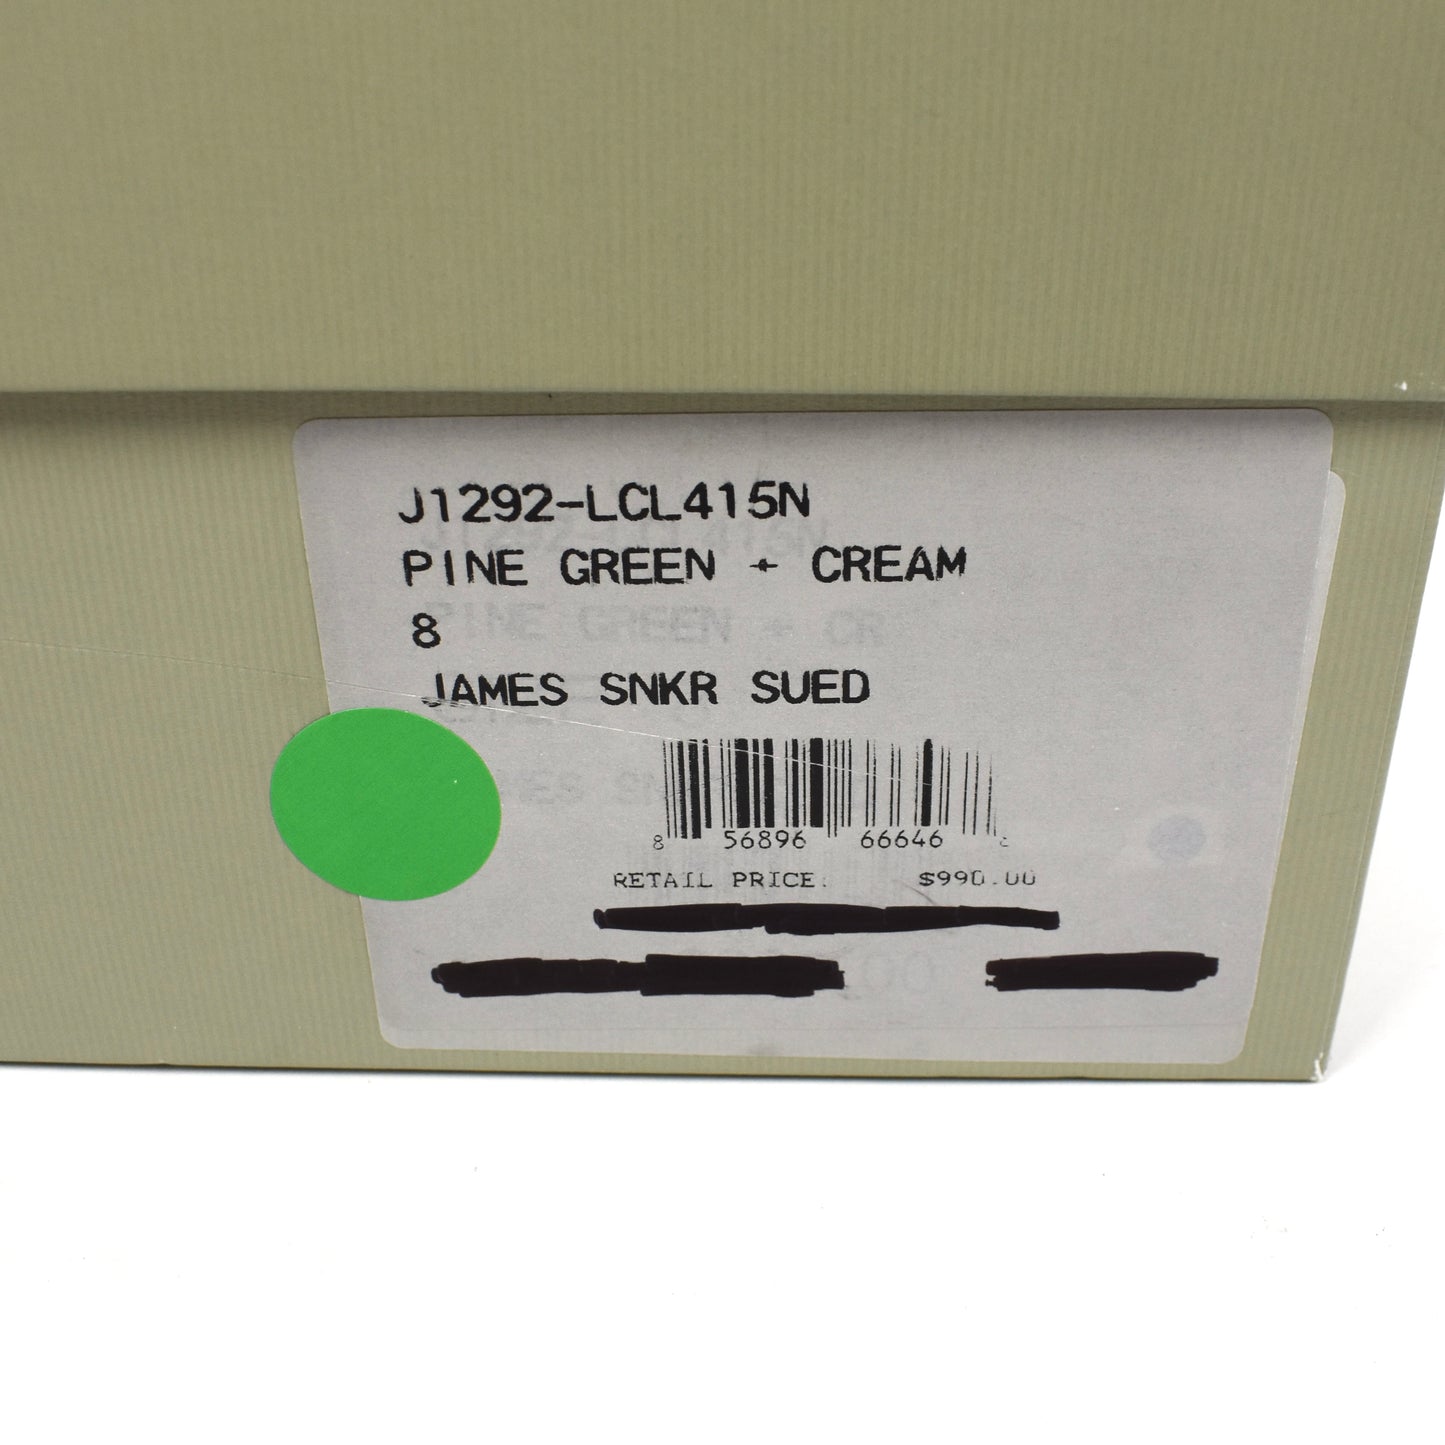 J1292-LCL415N
PINE GREEN + CREAM
8
JAMES SNKR SUED
8 56896 66646
RETAIL PRICE: $990.00